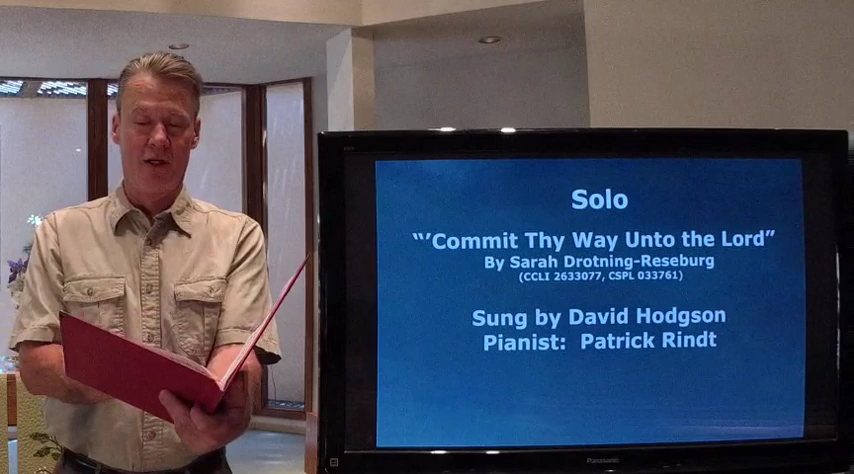 Solo
“’Commit Thy Way Unto the Lord”
By Sarah Drotning-Reseburg
(CCLI 2633077, CSPL 033761)
Sung by David Hodgson
Pianist: Patrick Rindt
Panasonic